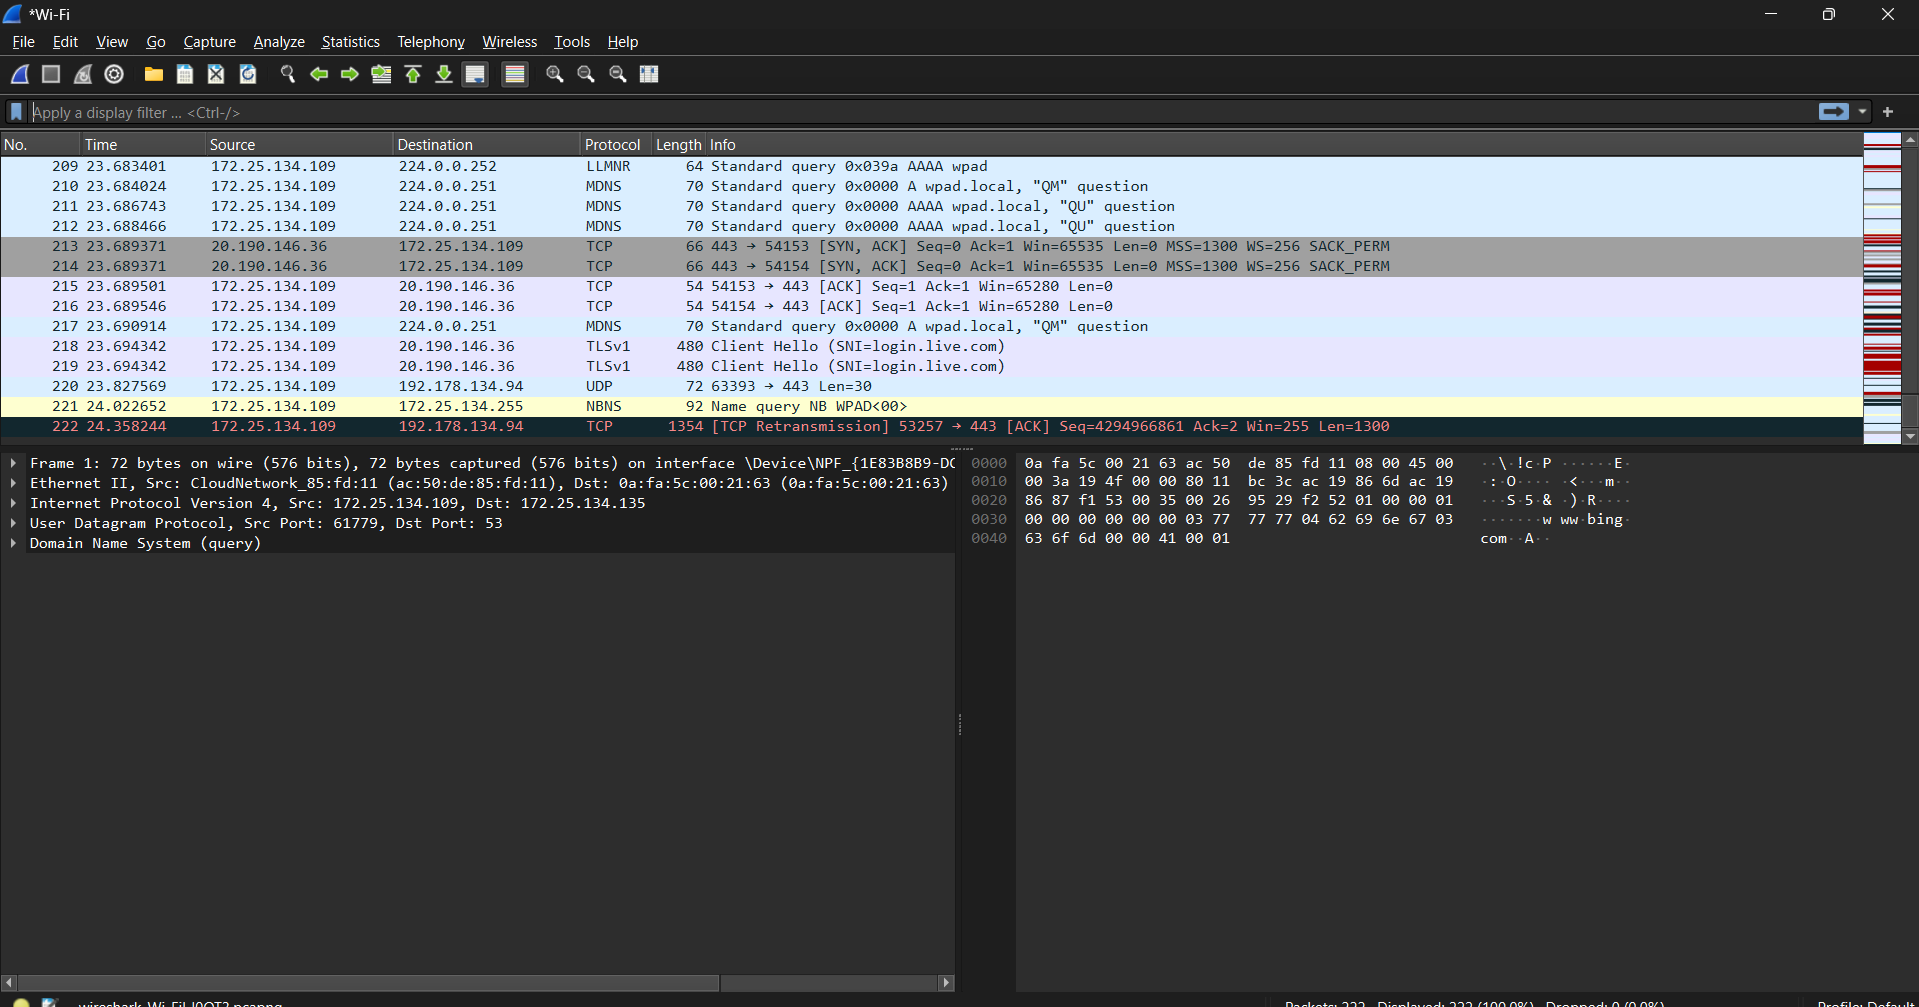 *Wi-Fi
File Edit View Go Capture Analyze Statistics Telephony Wireless Tools Help
Apply a display filter ... <Ctrl-/>
No. Time Source Destination Protocol Length Info
209 23.683401 172.25.134.109 224.0.0.252 LLMNR 64 Standard query 0x039a AAAA wpad
210 23.684024 172.25.134.109 224.0.0.251 MDNS 70 Standard query 0x0000 A wpad.local, "QM" question
211 23.686743 172.25.134.109 224.0.0.251 MDNS 70 Standard query 0x0000 AAAA wpad.local, "QU" question
212 23.688466 172.25.134.109 224.0.0.251 MDNS 70 Standard query 0x0000 AAAA wpad.local, "QU" question
213 23.689371 20.190.146.36 172.25.134.109 TCP 66 443 → 54153 [SYN, ACK] Seq=0 Ack=1 Win=65535 Len=0 MSS=1300 WS=256 SACK_PERM
214 23.689371 20.190.146.36 172.25.134.109 TCP 66 443 → 54154 [SYN, ACK] Seq=0 Ack=1 Win=65535 Len=0 MSS=1300 WS=256 SACK_PERM
215 23.689501 172.25.134.109 20.190.146.36 TCP 54 54153 → 443 [ACK] Seq=1 Ack=1 Win=65280 Len=0
216 23.689546 172.25.134.109 20.190.146.36 TCP 54 54154 → 443 [ACK] Seq=1 Ack=1 Win=65280 Len=0
217 23.690914 172.25.134.109 224.0.0.251 MDNS 70 Standard query 0x0000 A wpad.local, "QM" question
218 23.694342 172.25.134.109 20.190.146.36 TLSv1 480 Client Hello (SNI=login.live.com)
219 23.694342 172.25.134.109 20.190.146.36 TLSv1 480 Client Hello (SNI=login.live.com)
220 23.827569 172.25.134.109 192.178.134.94 UDP 72 63393 → 443 Len=30
221 24.022652 172.25.134.109 172.25.134.255 NBNS 92 Name query NB WPAD<00>
222 24.358244 172.25.134.109 192.178.134.94 TCP 1354 [TCP Retransmission] 53257 → 443 [ACK] Seq=4294966861 Ack=2 Win=255 Len=1300
Frame 1: 72 bytes on wire (576 bits), 72 bytes captured (576 bits) on interface \Device\NPF_{1E83B8B9-DC
Ethernet II, Src: CloudNetwork_85:fd:11 (ac:50:de:85:fd:11), Dst: 0a:fa:5c:00:21:63 (0a:fa:5c:00:21:63)
Internet Protocol Version 4, Src: 172.25.134.109, Dst: 172.25.134.135
User Datagram Protocol, Src Port: 61779, Dst Port: 53
Domain Name System (query)
0000 0a fa 5c 00 21 63 ac 50 de 85 fd 11 08 00 45 00 ··\·!c·P ······E·
0010 00 3a 19 4f 00 00 80 11 bc 3c ac 19 86 6d ac 19 ·:·O···· ·<···m··
0020 86 87 f1 53 00 35 00 26 95 29 f2 52 01 00 00 01 ···S·5·& ·)·R····
0030 00 00 00 00 00 00 03 77 77 77 04 62 69 6e 67 03 ·······w ww·bing·
0040 63 6f 6d 00 00 41 00 01 com··A··
Packets: 222 · Displayed: 222 (100.0%) · Dropped: 0 (0.0%)
Profile: Default